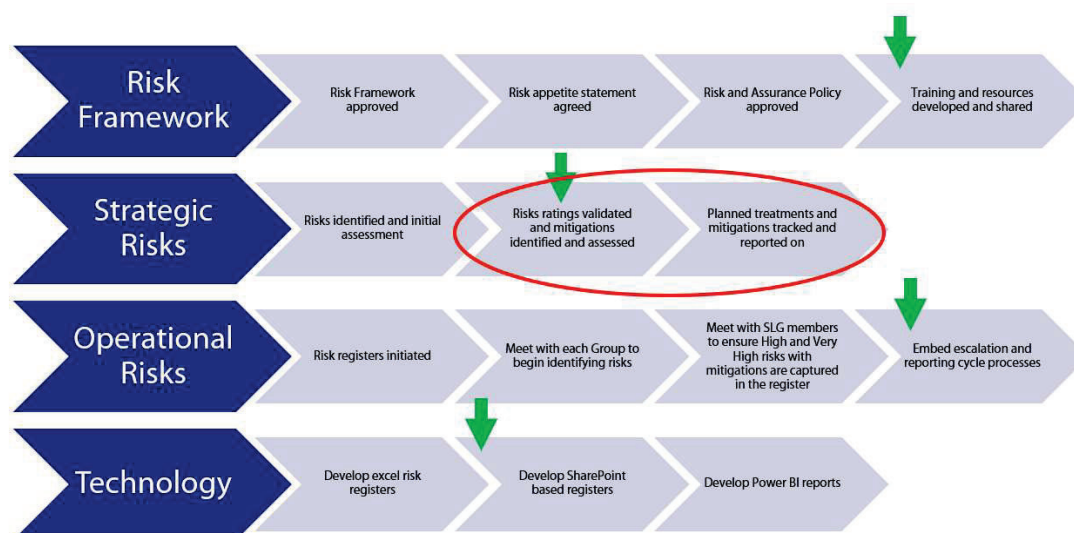 Risk
Framework
Risk Framework
approved
Risk appetite statement
agreed
Risk and Assurance Policy
approved
Training and resources
developed and shared
Strategic
Risks
Risks identified and initial
assessment
Risks ratings validated
and mitigations
identified and assessed
Planned treatments and
mitigations tracked and
reported on
Operational
Risks
Risk registers initiated
Meet with each Group to
begin identifying risks
Meet with SLG members
to ensure High and Very
High risks with
mitigations are captured
in the register
Embed escalation and
reporting cycle processes
Technology
Develop excel risk
registers
Develop SharePoint
based registers
Develop Power BI reports